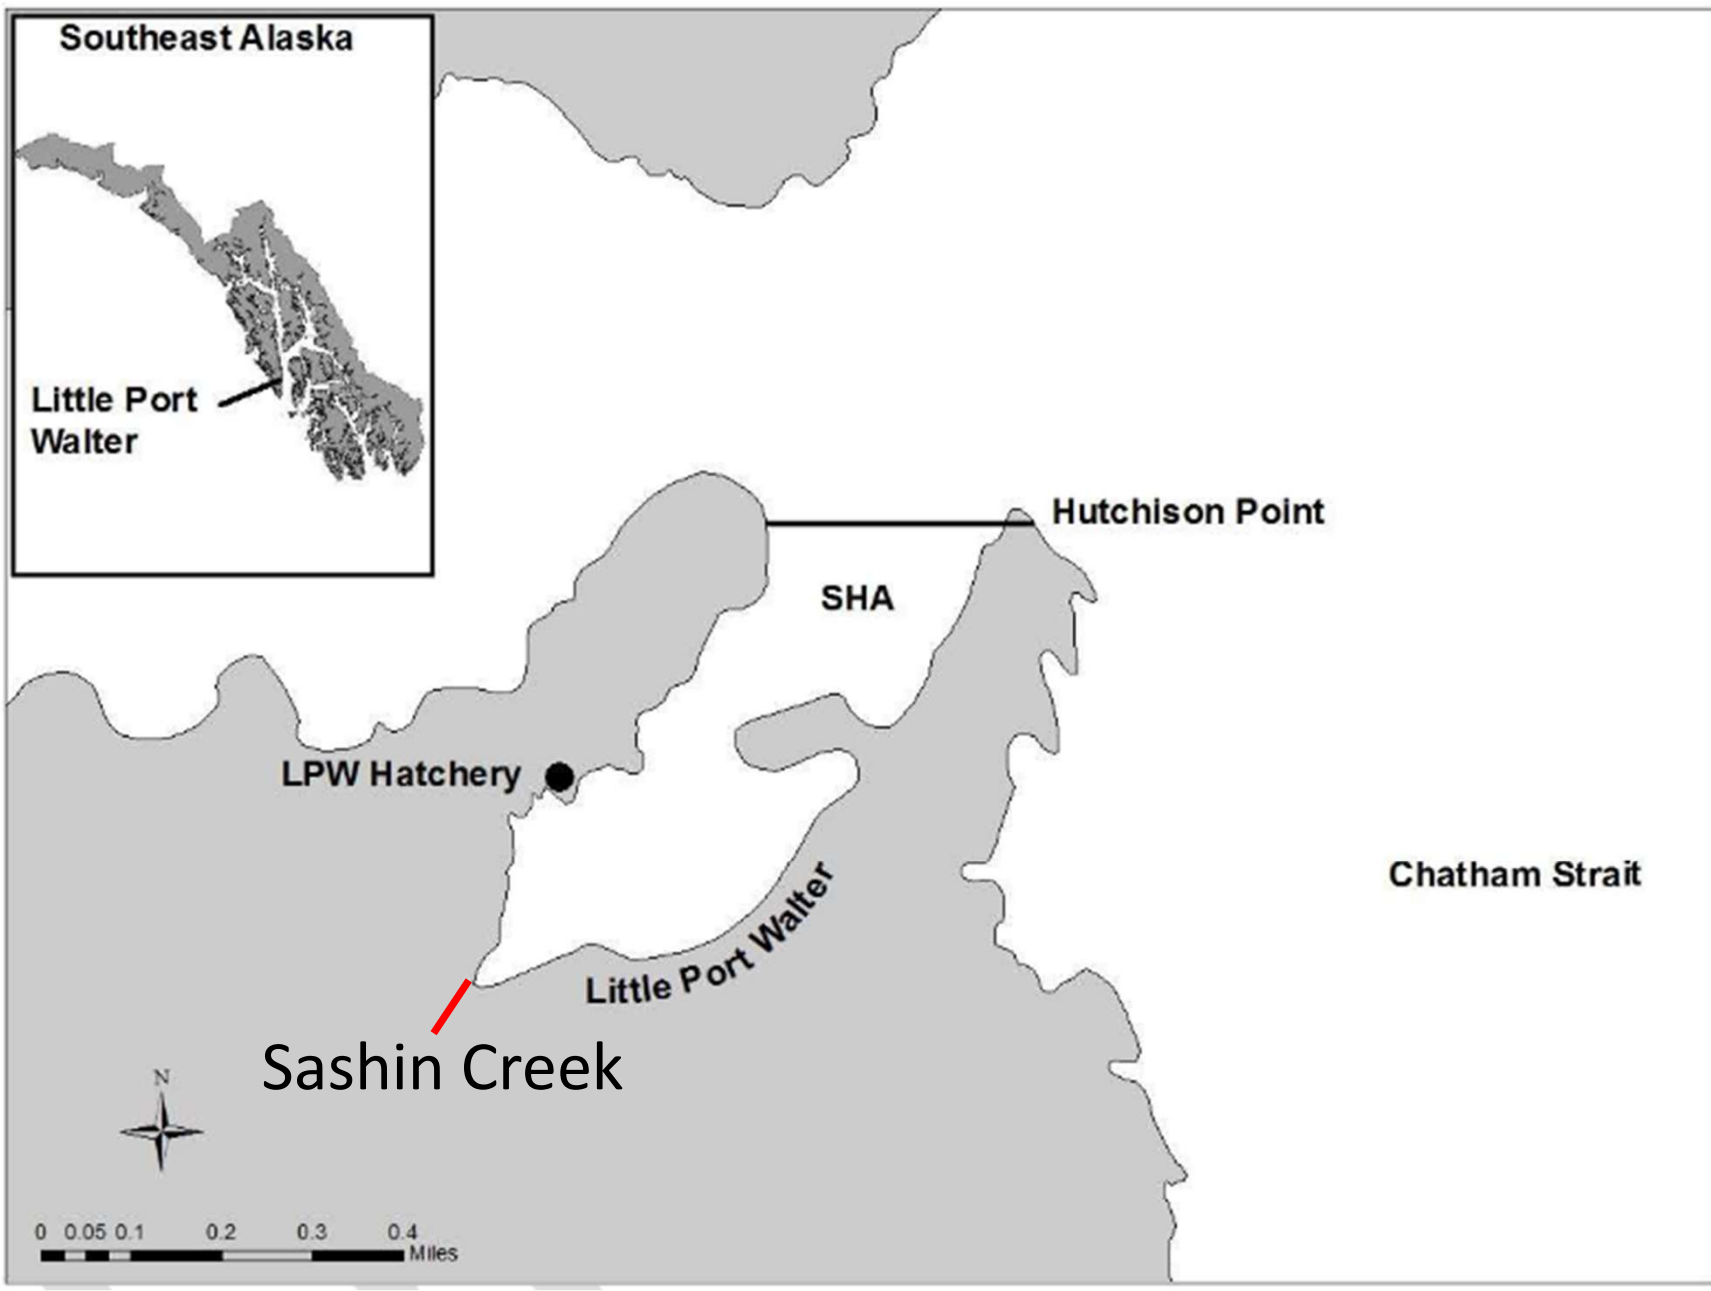 Southeast Alaska
Little Port
Walter
Hutchison Point
SHA
LPW Hatchery
Chatham Strait
Little Port Walter
Sashin Creek
N
0 0.05 0.1 0.2 0.3 0.4
Miles